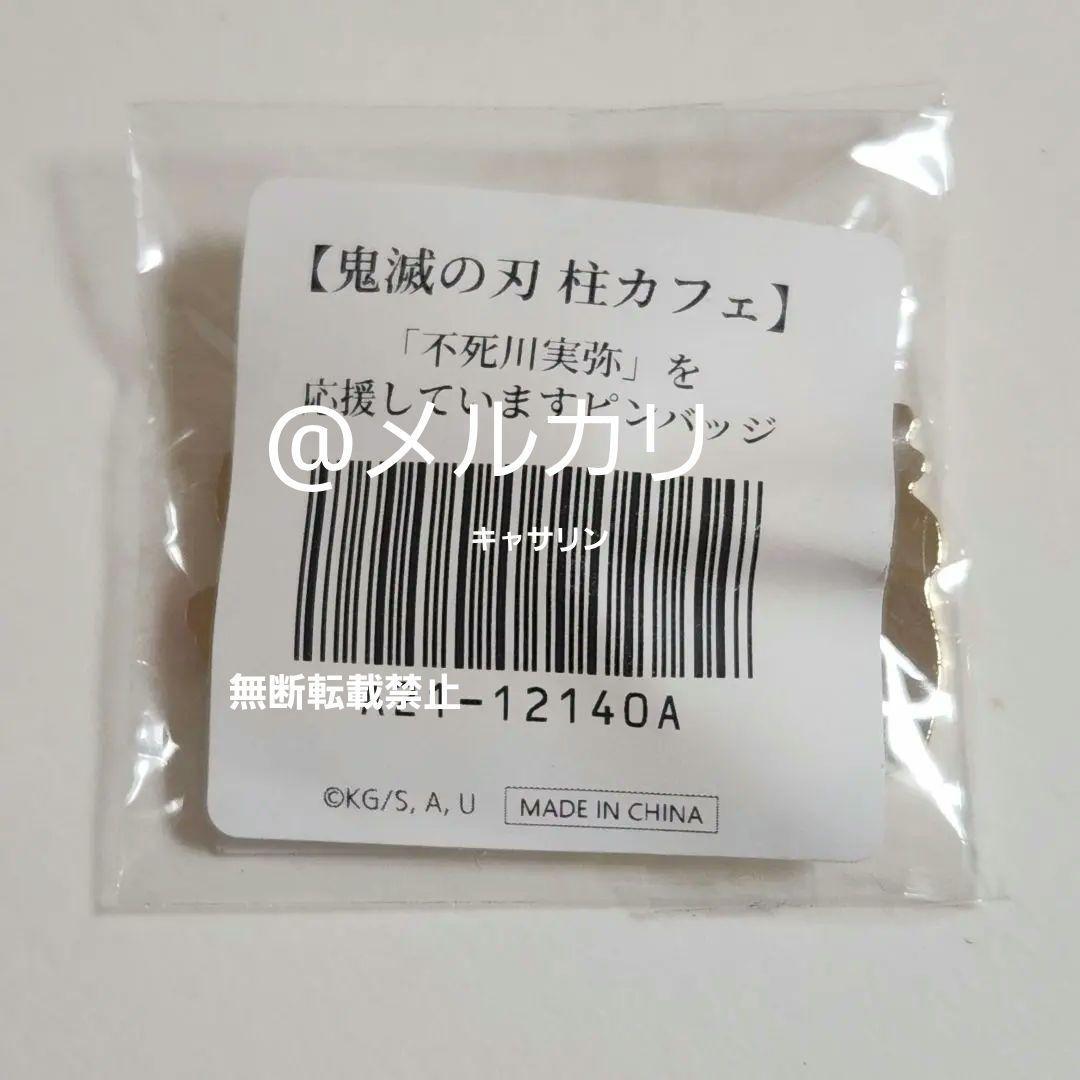 【鬼滅の刃 柱カフェ】
「不死川実弥」を
応援していますピンバッジ
@メルカリ
キャサリン
無断転載禁止
21-12140A
©KG/S, A, U
MADE IN CHINA